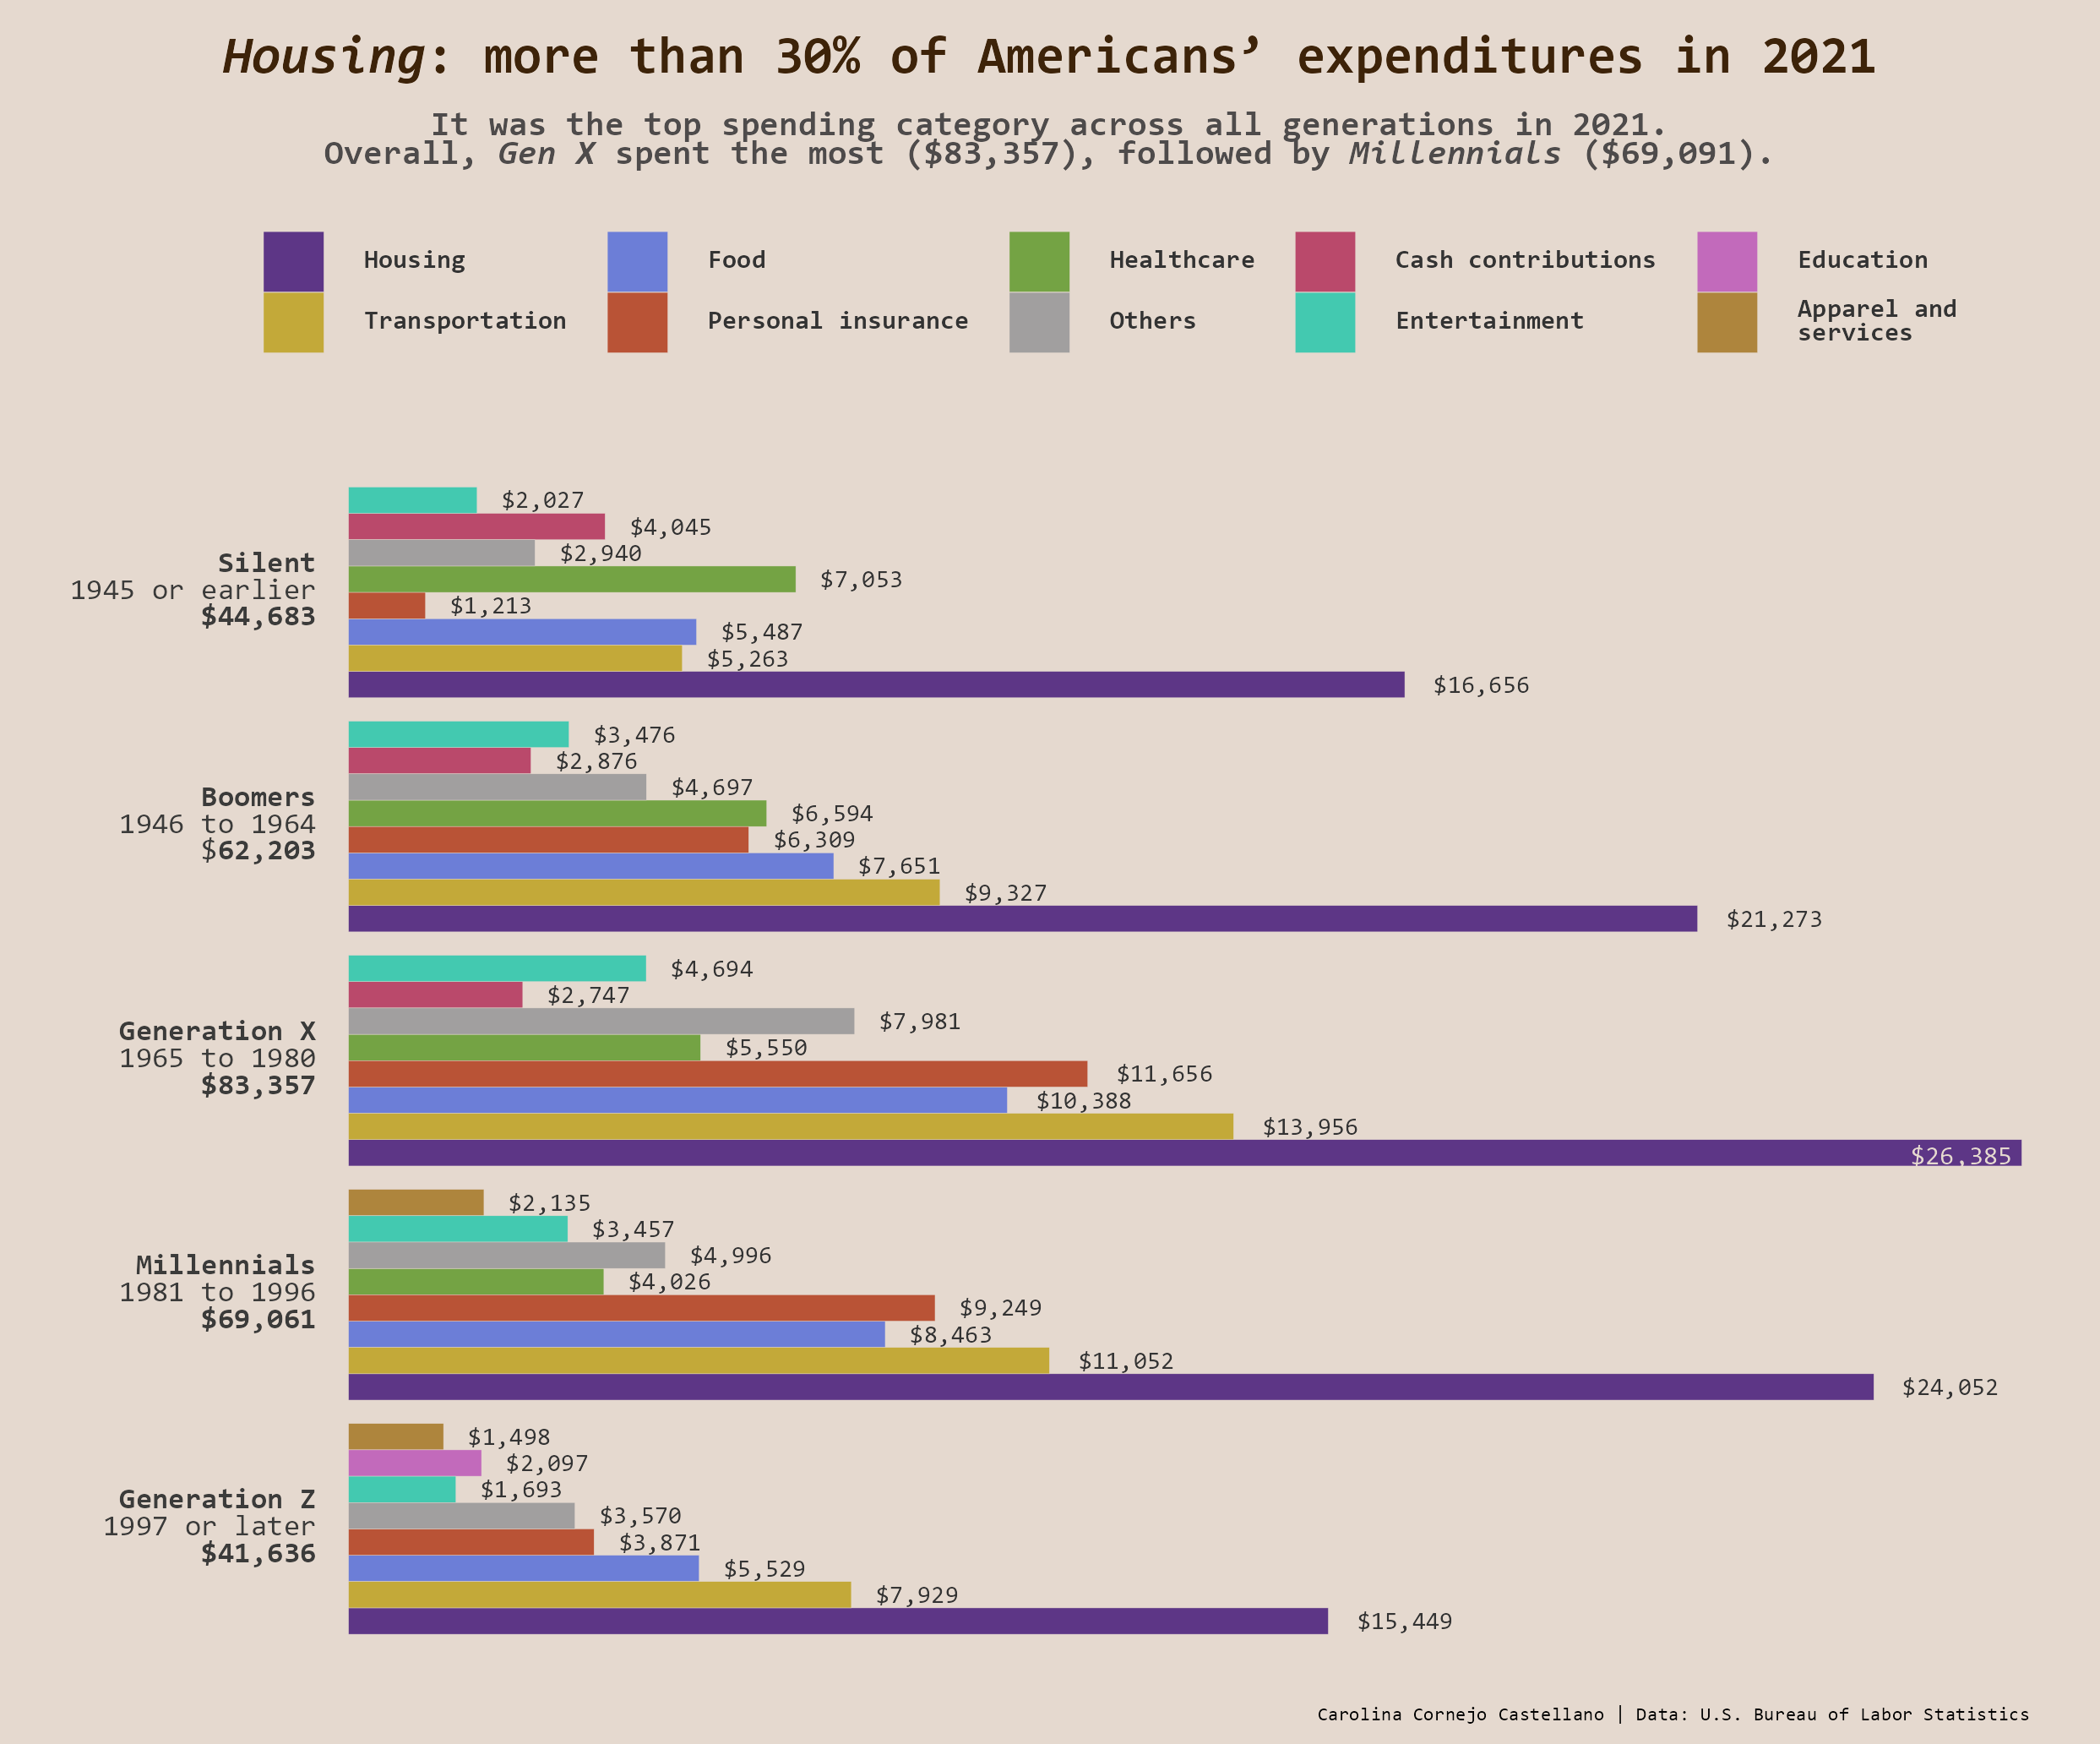 Housing: more than 30% of Americans’ expenditures in 2021
It was the top spending category across all generations in 2021.
Overall, Gen X spent the most ($83,357), followed by Millennials ($69,091).
Housing
Food
Healthcare
Cash contributions
Education
Transportation
Personal insurance
Others
Entertainment
Apparel and
services
Silent
1945 or earlier
$44,683
$2,027
$4,045
$2,940
$7,053
$1,213
$5,487
$5,263
$16,656
Boomers
1946 to 1964
$62,203
$3,476
$2,876
$4,697
$6,594
$6,309
$7,651
$9,327
$21,273
Generation X
1965 to 1980
$83,357
$4,694
$2,747
$7,981
$5,550
$11,656
$10,388
$13,956
$26,385
Millennials
1981 to 1996
$69,061
$2,135
$3,457
$4,996
$4,026
$9,249
$8,463
$11,052
$24,052
Generation Z
1997 or later
$41,636
$1,498
$2,097
$1,693
$3,570
$3,871
$5,529
$7,929
$15,449
Carolina Cornejo Castellano | Data: U.S. Bureau of Labor Statistics